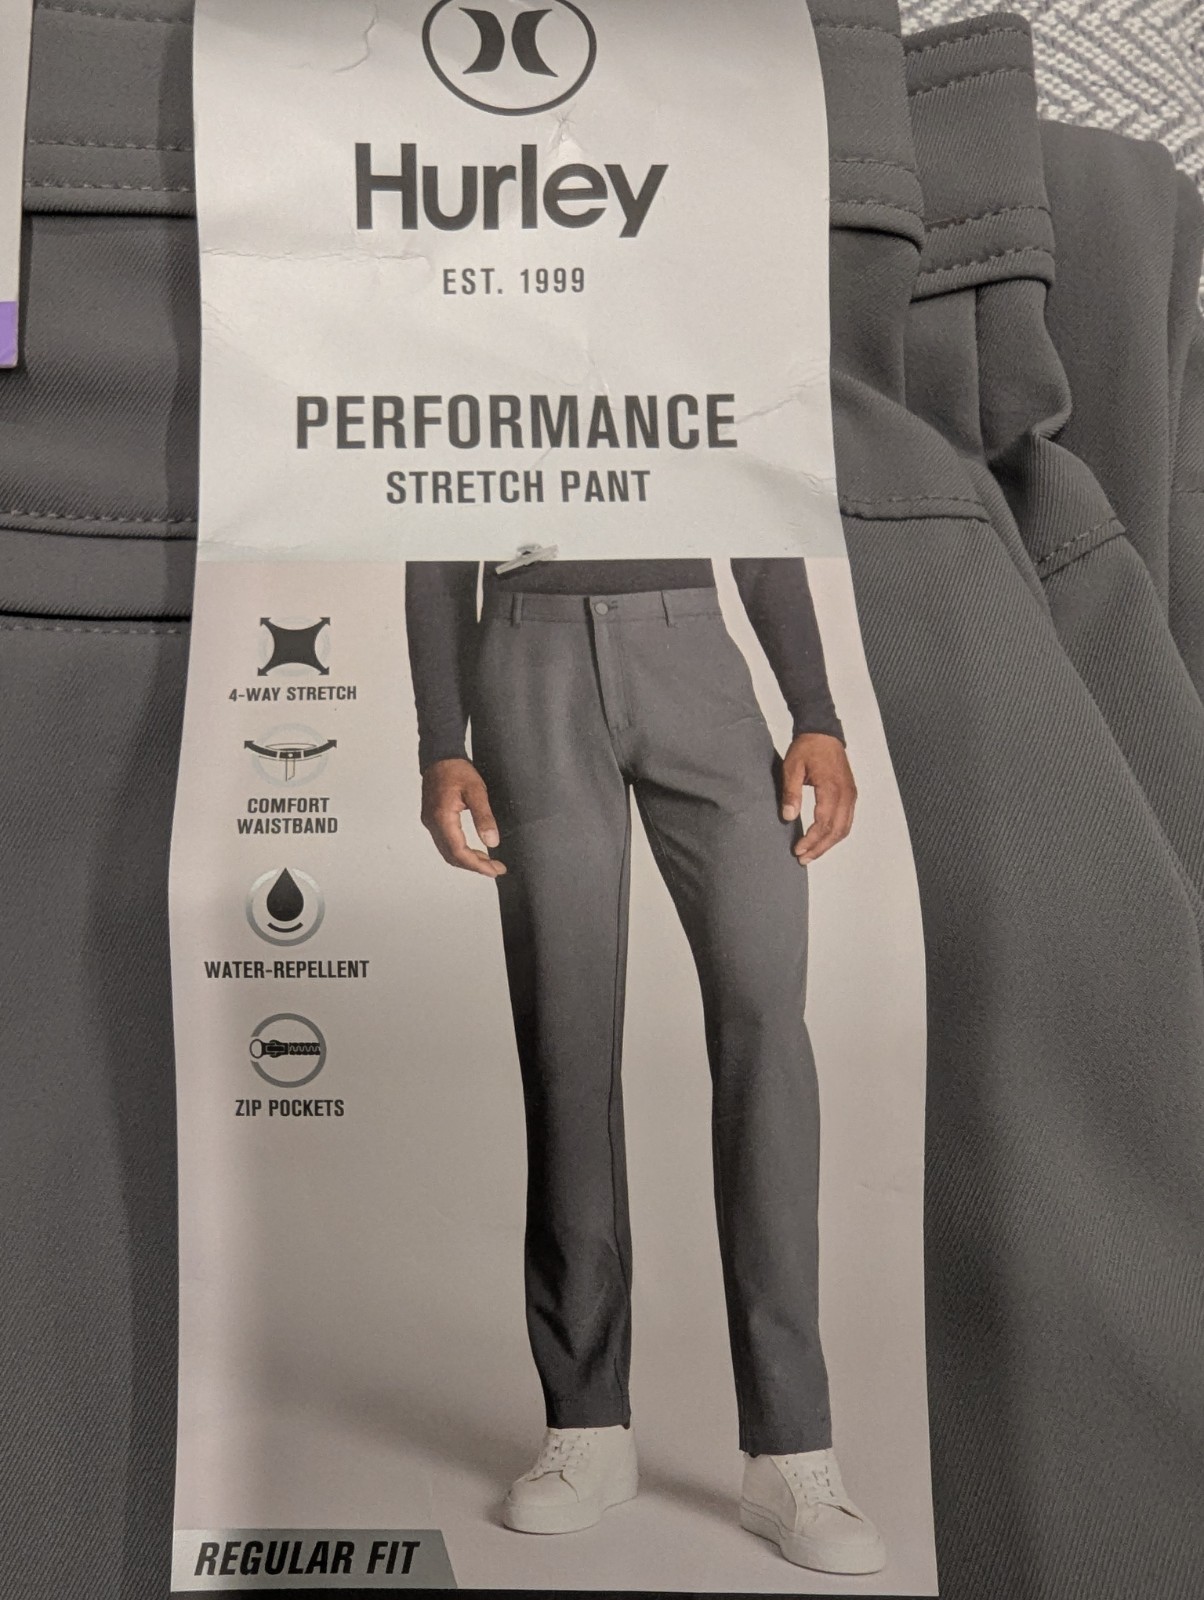 Hurley
EST. 1999
PERFORMANCE
STRETCH PANT
4-WAY STRETCH
COMFORT
WAISTBAND
WATER-REPELLENT
ZIP POCKETS
REGULAR FIT